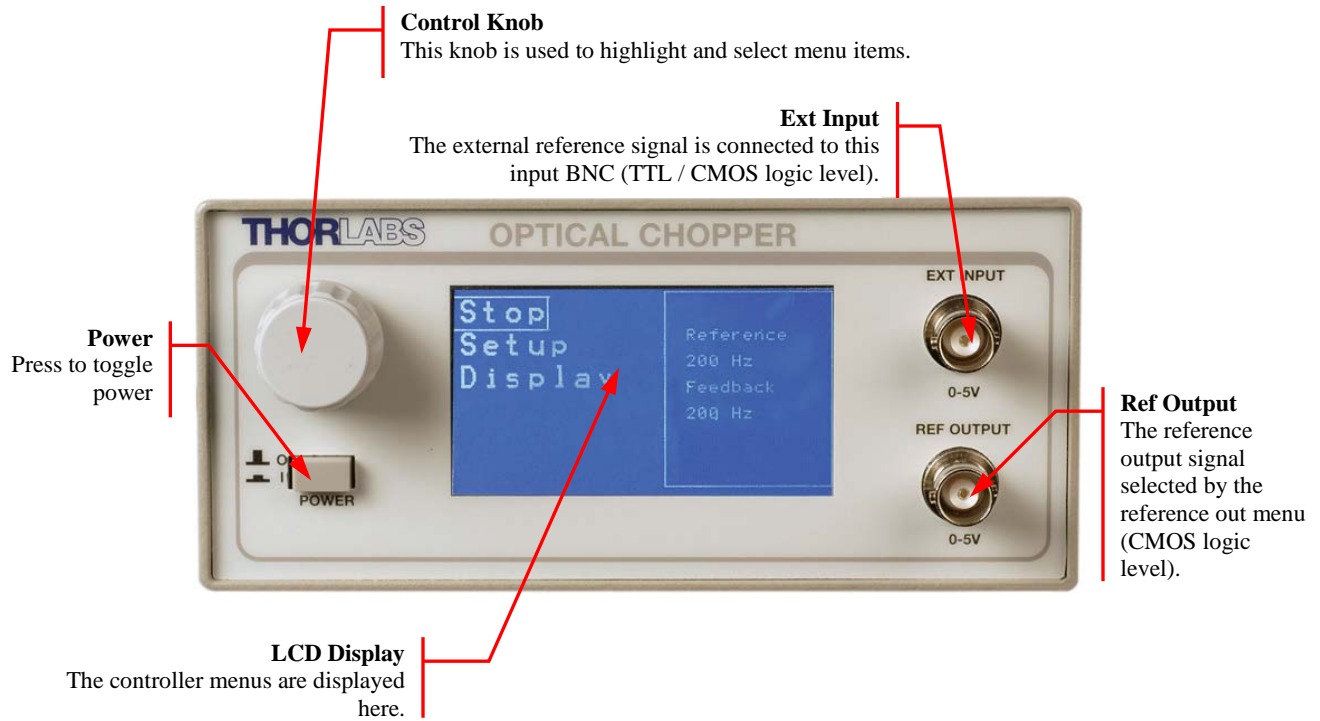 Control Knob
This knob is used to highlight and select menu items.
Ext Input
The external reference signal is connected to this
input BNC (TTL / CMOS logic level).
THORLABS
OPTICAL CHOPPER
EXT INPUT
0-5V
Stop
Setup
Display
Reference
200 Hz
Feedback
200 Hz
Power
Press to toggle
power
O
I
POWER
REF OUTPUT
0-5V
Ref Output
The reference
output signal
selected by the
reference out menu
(CMOS logic
level).
LCD Display
The controller menus are displayed
here.